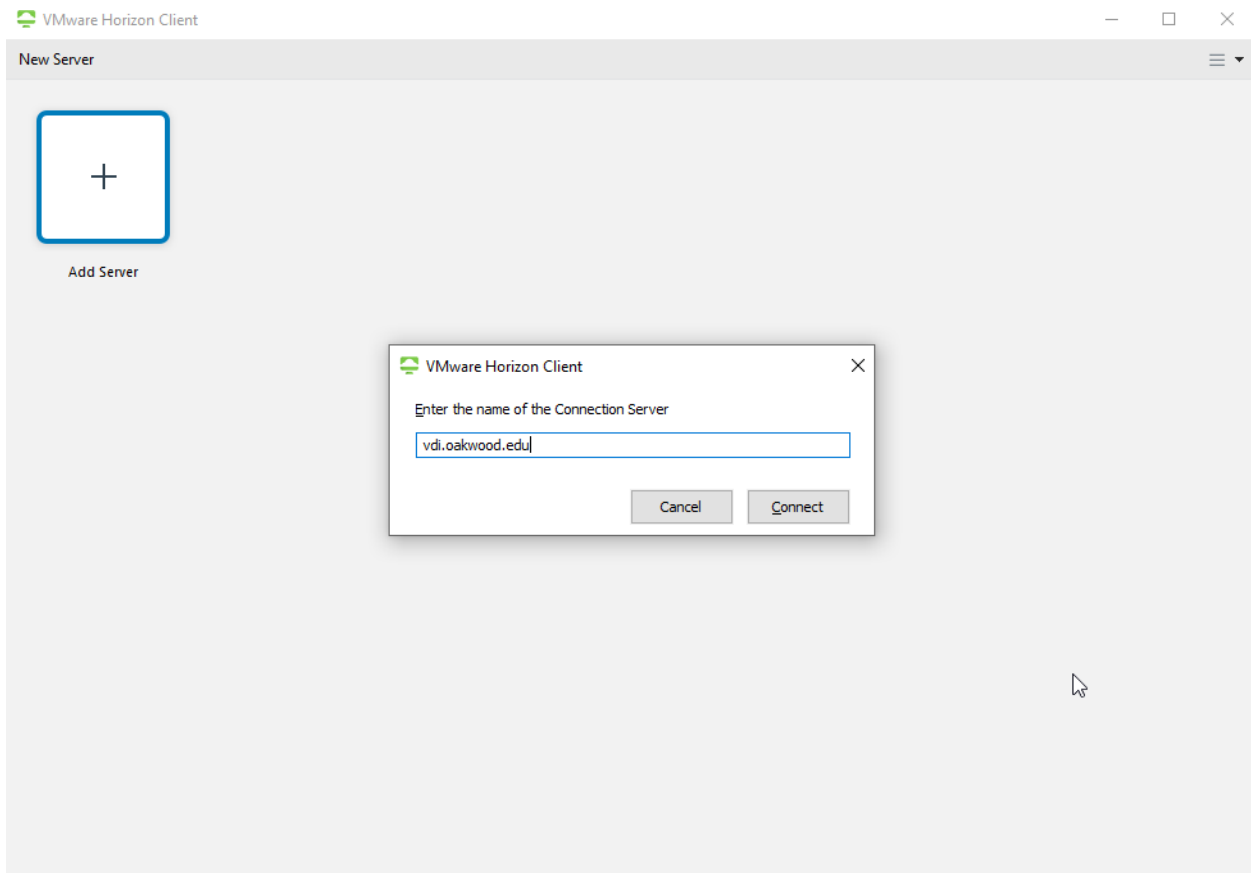 VMware Horizon Client
New Server
Add Server
VMware Horizon Client
Enter the name of the Connection Server
vdi.oakwood.edu
Cancel Connect